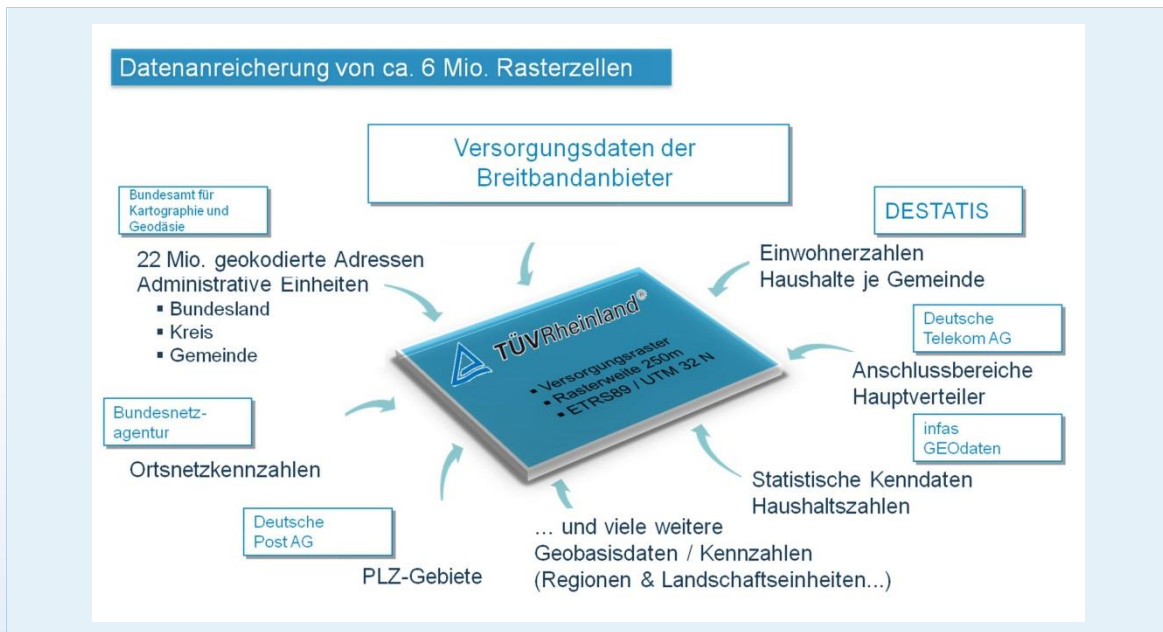 Datenanreicherung von ca. 6 Mio. Rasterzellen
Versorgungsdaten der
Breitbandanbieter
Bundesamt für
Kartographie und
Geodäsie
22 Mio. geokodierte Adressen
Administrative Einheiten
▪ Bundesland
▪ Kreis
▪ Gemeinde
DESTATIS
Einwohnerzahlen
Haushalte je Gemeinde
TÜVRheinland®
▪ Versorgungsraster
▪ Rasterweite 250m
▪ ETRS89 / UTM 32 N
Deutsche
Telekom AG
Anschlussbereiche
Hauptverteiler
Bundesnetz-
agentur
Ortsnetzkennzahlen
infas
GEOdaten
Statistische Kenndaten
Haushaltszahlen
Deutsche
Post AG
PLZ-Gebiete
... und viele weitere
Geobasisdaten / Kennzahlen
(Regionen & Landschaftseinheiten...)